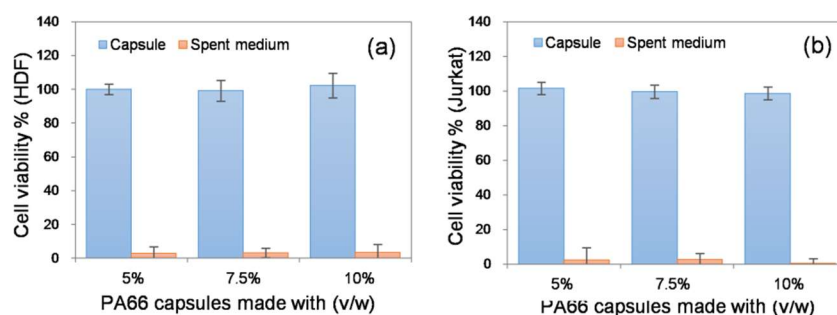 (a)
Capsule Spent medium
Cell viability % (HDF)
140
120
100
80
60
40
20
0
5% 7.5% 10%
PA66 capsules made with (v/w)
(b)
Capsule Spent medium
Cell viability % (Jurkat)
140
120
100
80
60
40
20
0
5% 7.5% 10%
PA66 capsules made with (v/w)